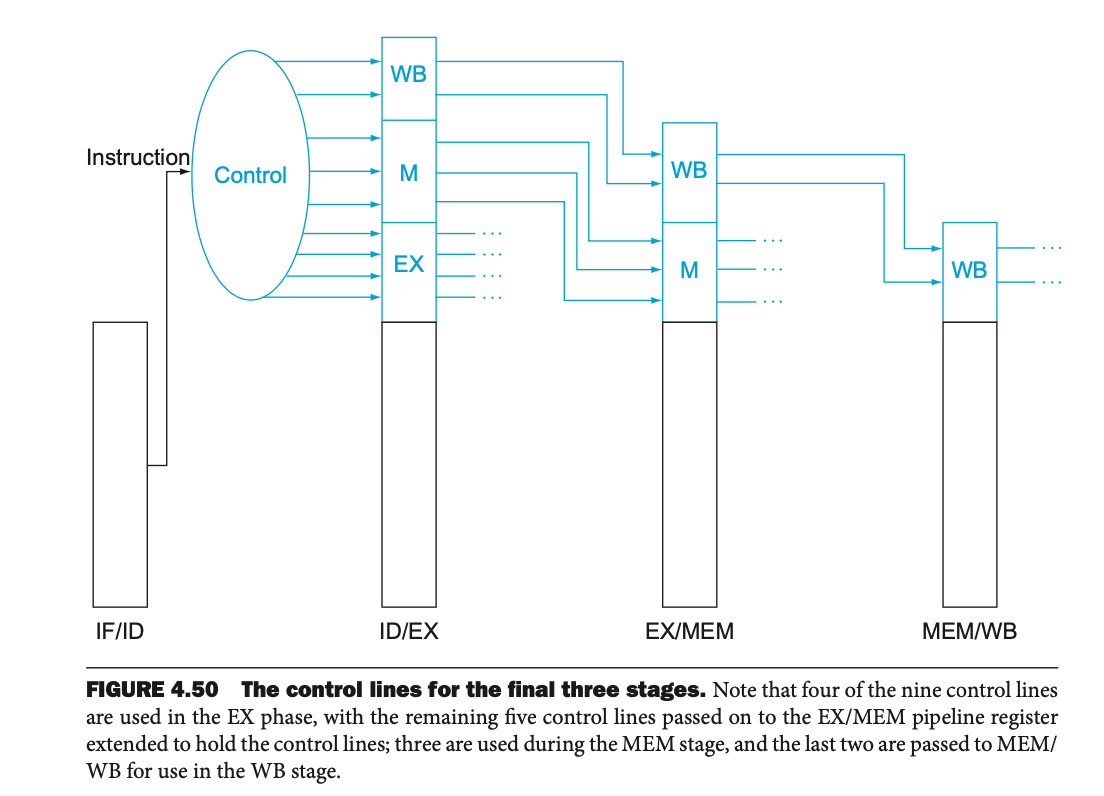 WB
Instruction
Control
M
WB
EX
...
...
...
...
M
...
...
...
WB
...
...
IF/ID
ID/EX
EX/MEM
MEM/WB
FIGURE 4.50 The control lines for the final three stages. Note that four of the nine control lines
are used in the EX phase, with the remaining five control lines passed on to the EX/MEM pipeline register
extended to hold the control lines; three are used during the MEM stage, and the last two are passed to MEM/
WB for use in the WB stage.